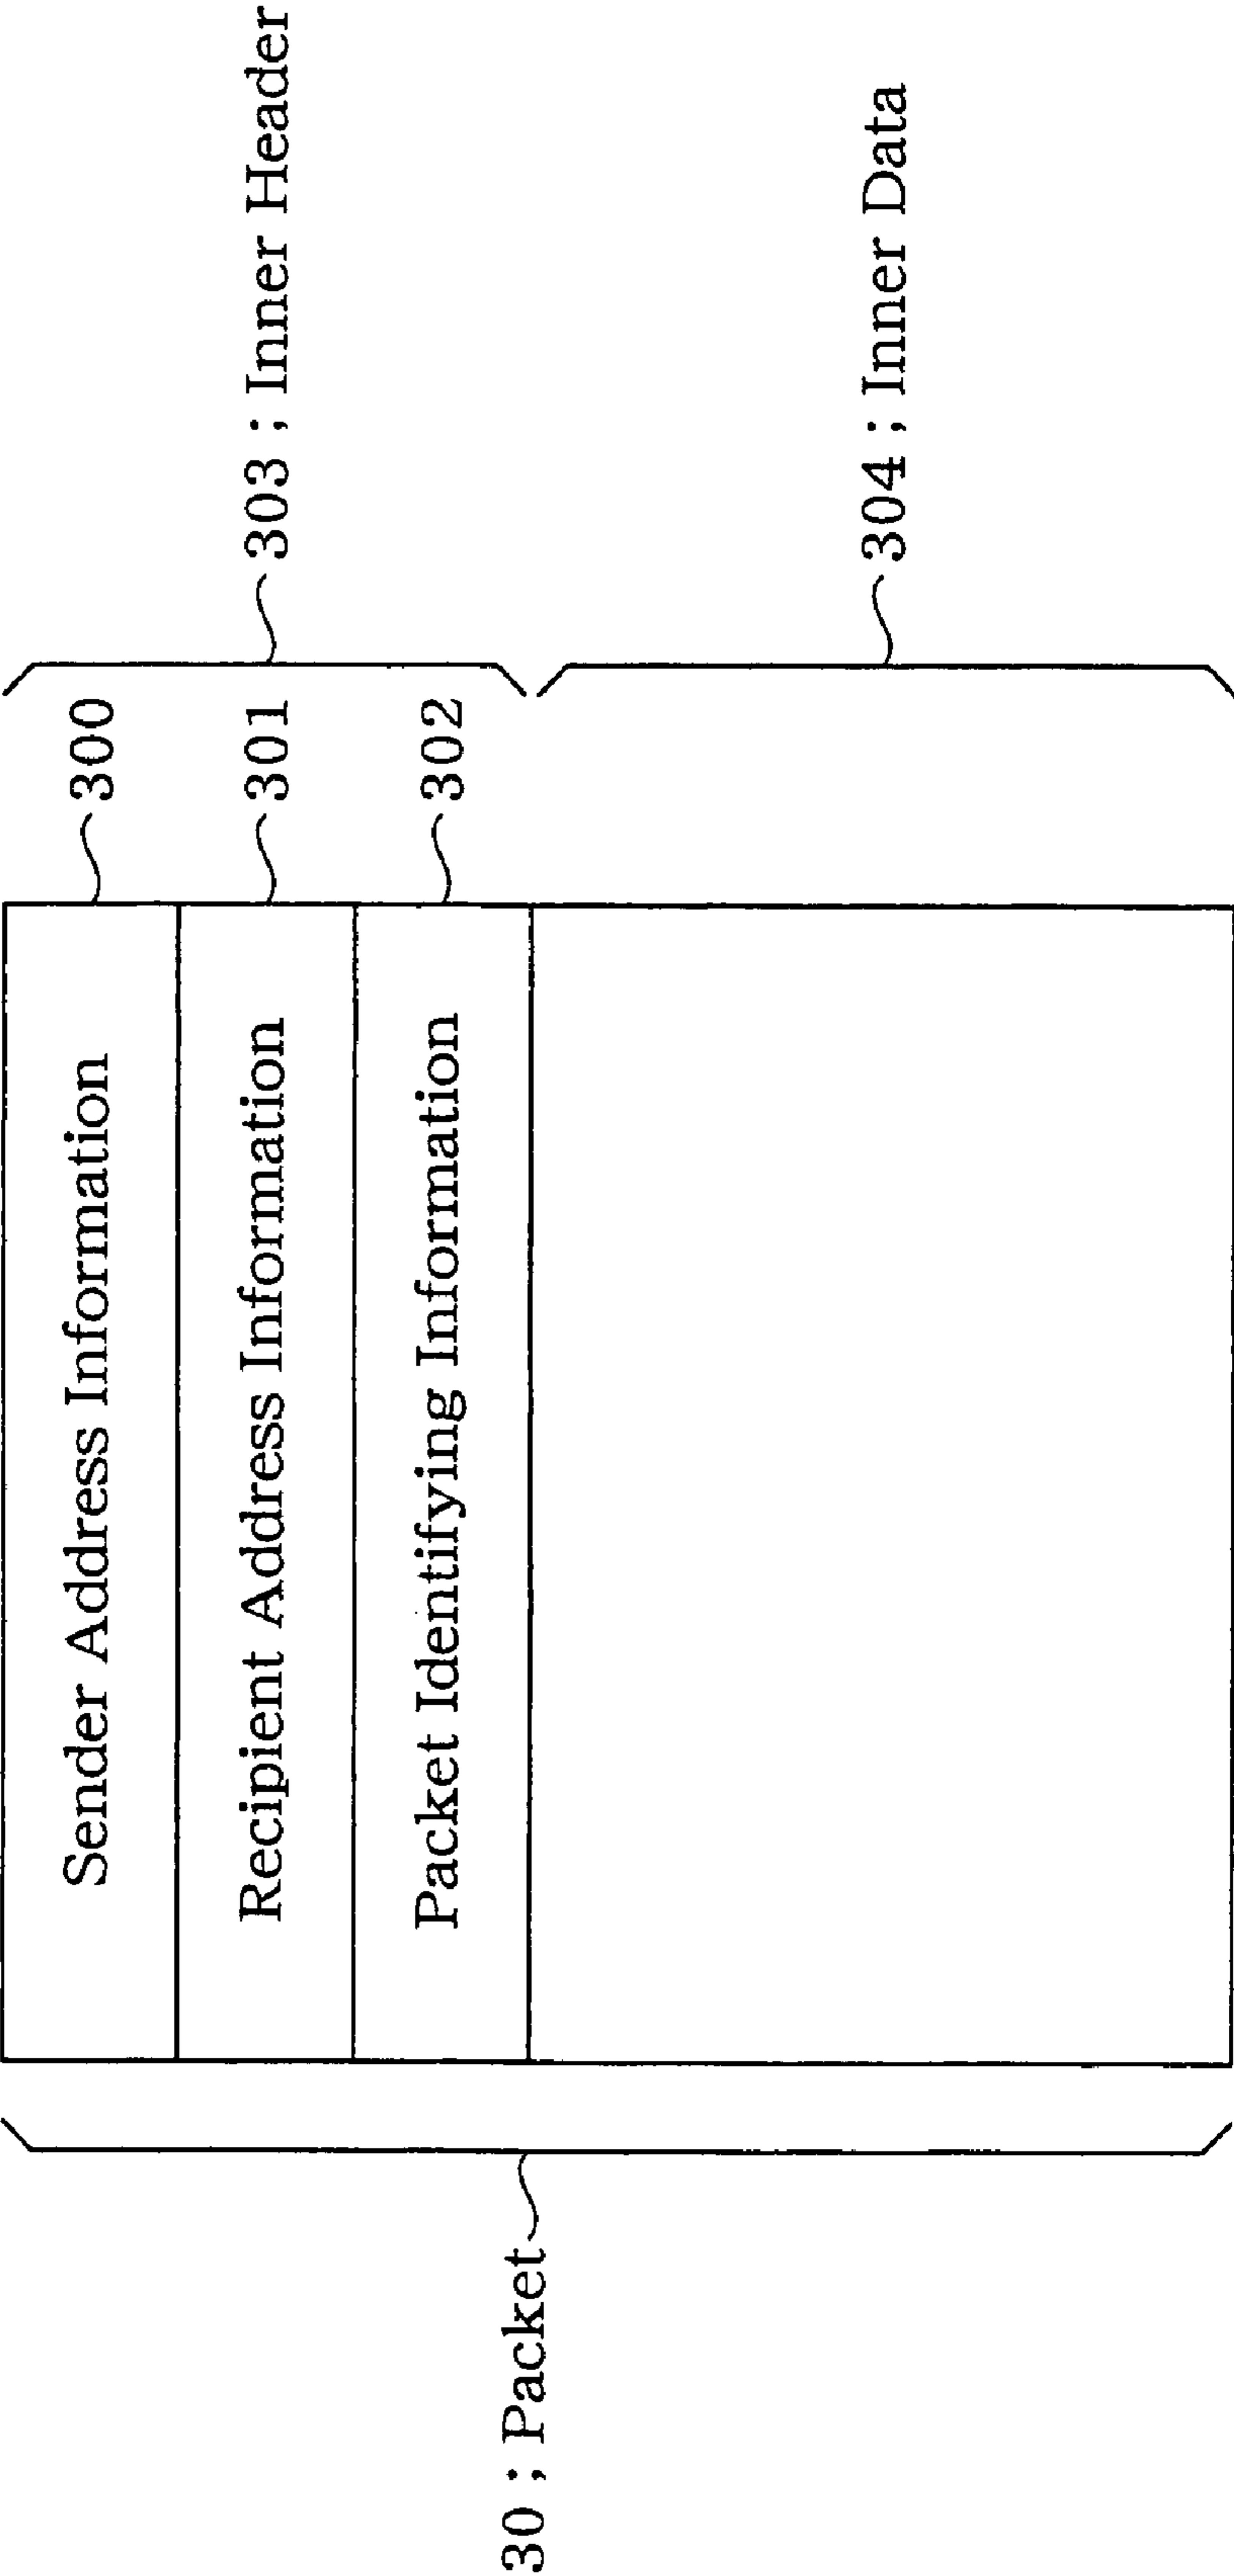 30 ; Packet
Sender Address Information
300
Recipient Address Information
301
Packet Identifying Information
302
303 ; Inner Header
304 ; Inner Data